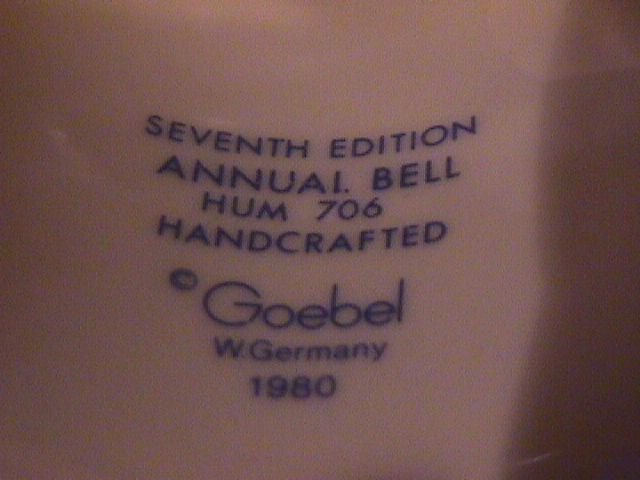 SEVENTH EDITION
ANNUAL BELL
HUM 706
HANDCRAFTED
© Goebel
W.Germany
1980